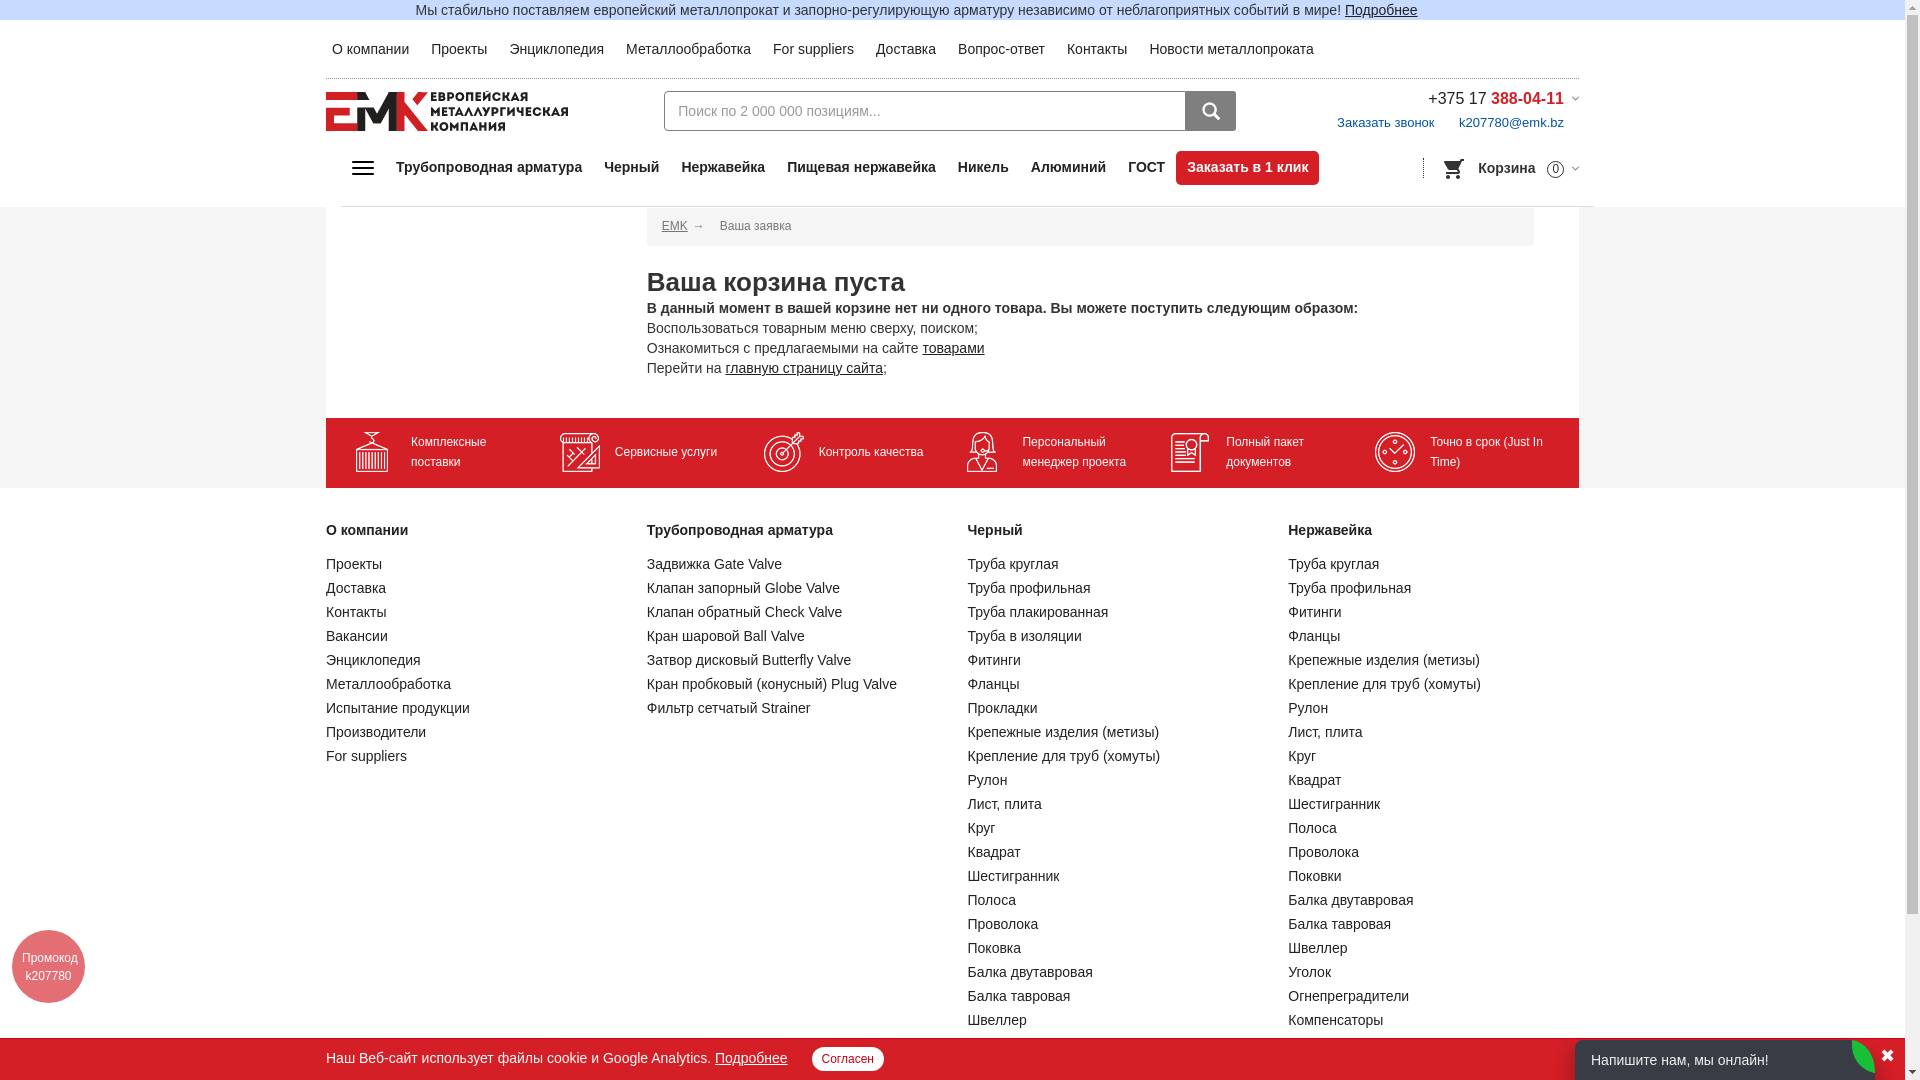 Мы стабильно поставляем европейский металлопрокат и запорно-регулирующую арматуру независимо от неблагоприятных событий в мире! Подробнее
О компании Проекты Энциклопедия Металлообработка For suppliers Доставка Вопрос-ответ Контакты Новости металлопроката
ЕМК ЕВРОПЕЙСКАЯ
МЕТАЛЛУРГИЧЕСКАЯ
КОМПАНИЯ
Поиск по 2 000 000 позициям...
+375 17 388-04-11
Заказать звонок k207780@emk.bz
Трубопроводная арматура Черный Нержавейка Пищевая нержавейка Никель Алюминий ГОСТ Заказать в 1 клик
Корзина 0
EMK → Ваша заявка
Ваша корзина пуста
В данный момент в вашей корзине нет ни одного товара. Вы можете поступить следующим образом:
Воспользоваться товарным меню сверху, поиском;
Ознакомиться с предлагаемыми на сайте товарами
Перейти на главную страницу сайта;
Комплексные
поставки
Сервисные услуги
Контроль качества
Персональный
менеджер проекта
Полный пакет
документов
Точно в срок (Just In
Time)
О компании
Проекты
Доставка
Контакты
Вакансии
Энциклопедия
Металлообработка
Испытание продукции
Производители
For suppliers
Трубопроводная арматура
Задвижка Gate Valve
Клапан запорный Globe Valve
Клапан обратный Check Valve
Кран шаровой Ball Valve
Затвор дисковый Butterfly Valve
Кран пробковый (конусный) Plug Valve
Фильтр сетчатый Strainer
Черный
Труба круглая
Труба профильная
Труба плакированная
Труба в изоляции
Фитинги
Фланцы
Прокладки
Крепежные изделия (метизы)
Крепление для труб (хомуты)
Рулон
Лист, плита
Круг
Квадрат
Шестигранник
Полоса
Проволока
Поковка
Балка двутавровая
Балка тавровая
Швеллер
Нержавейка
Труба круглая
Труба профильная
Фитинги
Фланцы
Крепежные изделия (метизы)
Крепление для труб (хомуты)
Рулон
Лист, плита
Круг
Квадрат
Шестигранник
Полоса
Проволока
Поковки
Балка двутавровая
Балка тавровая
Швеллер
Уголок
Огнепреградители
Компенсаторы
Промокод
k207780
Наш Веб-сайт использует файлы cookie и Google Analytics. Подробнее Согласен
Напишите нам, мы онлайн!